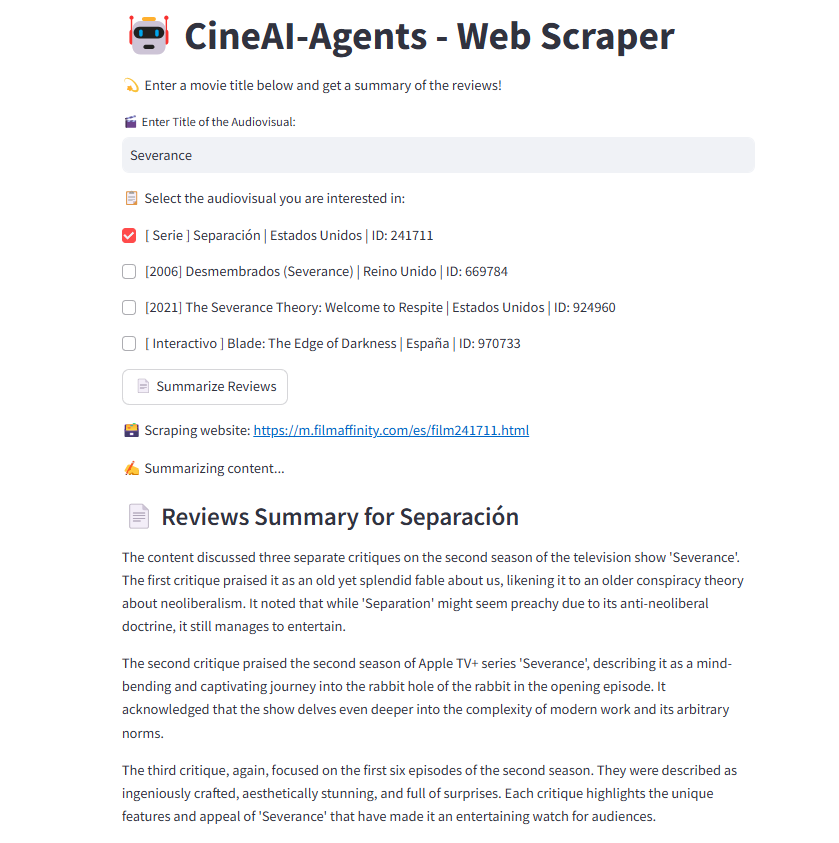 CineAI-Agents - Web Scraper
Enter a movie title below and get a summary of the reviews!
Enter Title of the Audiovisual:
Severance
Select the audiovisual you are interested in:
[ Serie ] Separación | Estados Unidos | ID: 241711
[2006] Desmembrados (Severance) | Reino Unido | ID: 669784
[2021] The Severance Theory: Welcome to Respite | Estados Unidos | ID: 924960
[ Interactivo ] Blade: The Edge of Darkness | España | ID: 970733
Summarize Reviews
Scraping website: https://m.filmaffinity.com/es/film241711.html
Summarizing content...
Reviews Summary for Separación
The content discussed three separate critiques on the second season of the television show 'Severance'.
The first critique praised it as an old yet splendid fable about us, likening it to an older conspiracy theory
about neoliberalism. It noted that while 'Separation' might seem preachy due to its anti-neoliberal
doctrine, it still manages to entertain.
The second critique praised the second season of Apple TV+ series 'Severance', describing it as a mind-
bending and captivating journey into the rabbit hole of the rabbit in the opening episode. It
acknowledged that the show delves even deeper into the complexity of modern work and its arbitrary
norms.
The third critique, again, focused on the first six episodes of the second season. They were described as
ingeniously crafted, aesthetically stunning, and full of surprises. Each critique highlights the unique
features and appeal of 'Severance' that have made it an entertaining watch for audiences.